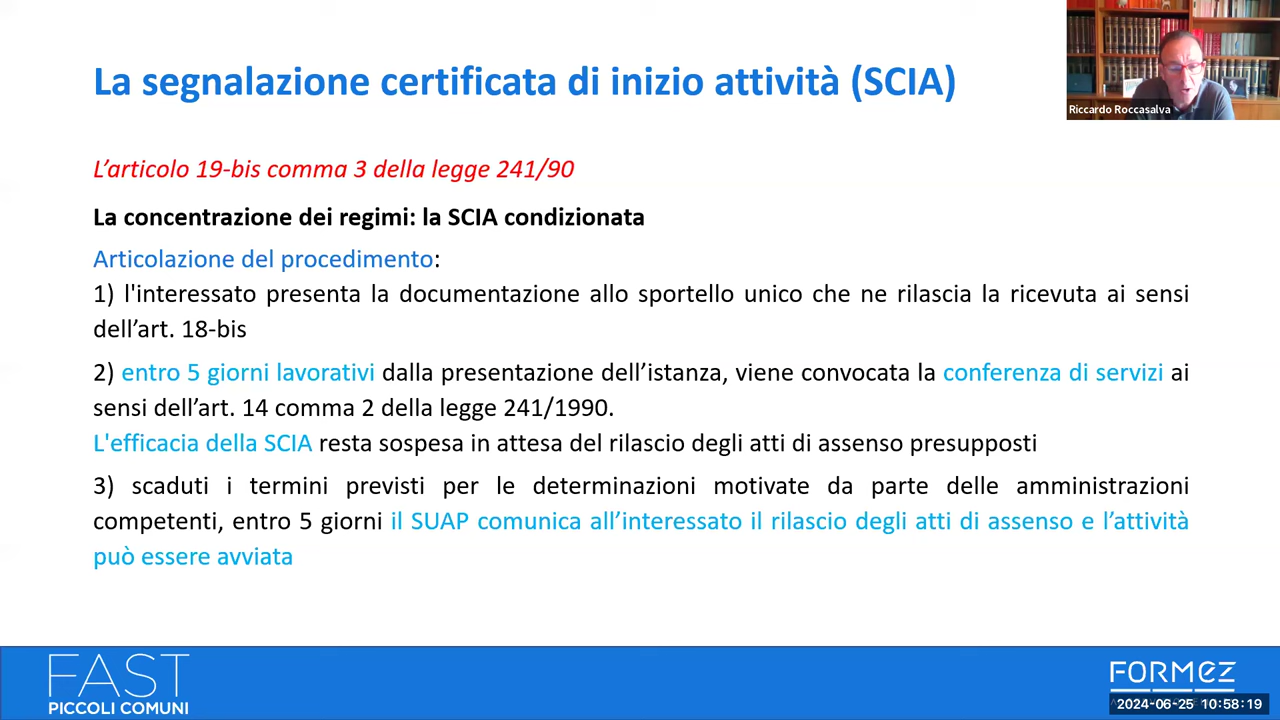 La segnalazione certificata di inizio attività (SCIA)
Riccardo Roccasalva
L'articolo 19-bis comma 3 della legge 241/90
La concentrazione dei regimi: la SCIA condizionata
Articolazione del procedimento:
1) l'interessato presenta la documentazione allo sportello unico che ne rilascia la ricevuta ai sensi
dell'art. 18-bis
2) entro 5 giorni lavorativi dalla presentazione dell'istanza, viene convocata la conferenza di servizi ai
sensi dell'art. 14 comma 2 della legge 241/1990.
L'efficacia della SCIA resta sospesa in attesa del rilascio degli atti di assenso presupposti
3) scaduti i termini previsti per le determinazioni motivate da parte delle amministrazioni
competenti, entro 5 giorni il SUAP comunica all'interessato il rilascio degli atti di assenso e l'attività
può essere avviata
FAST
PICCOLI COMUNI
FORMEZ
2024-06-25 10:58:19